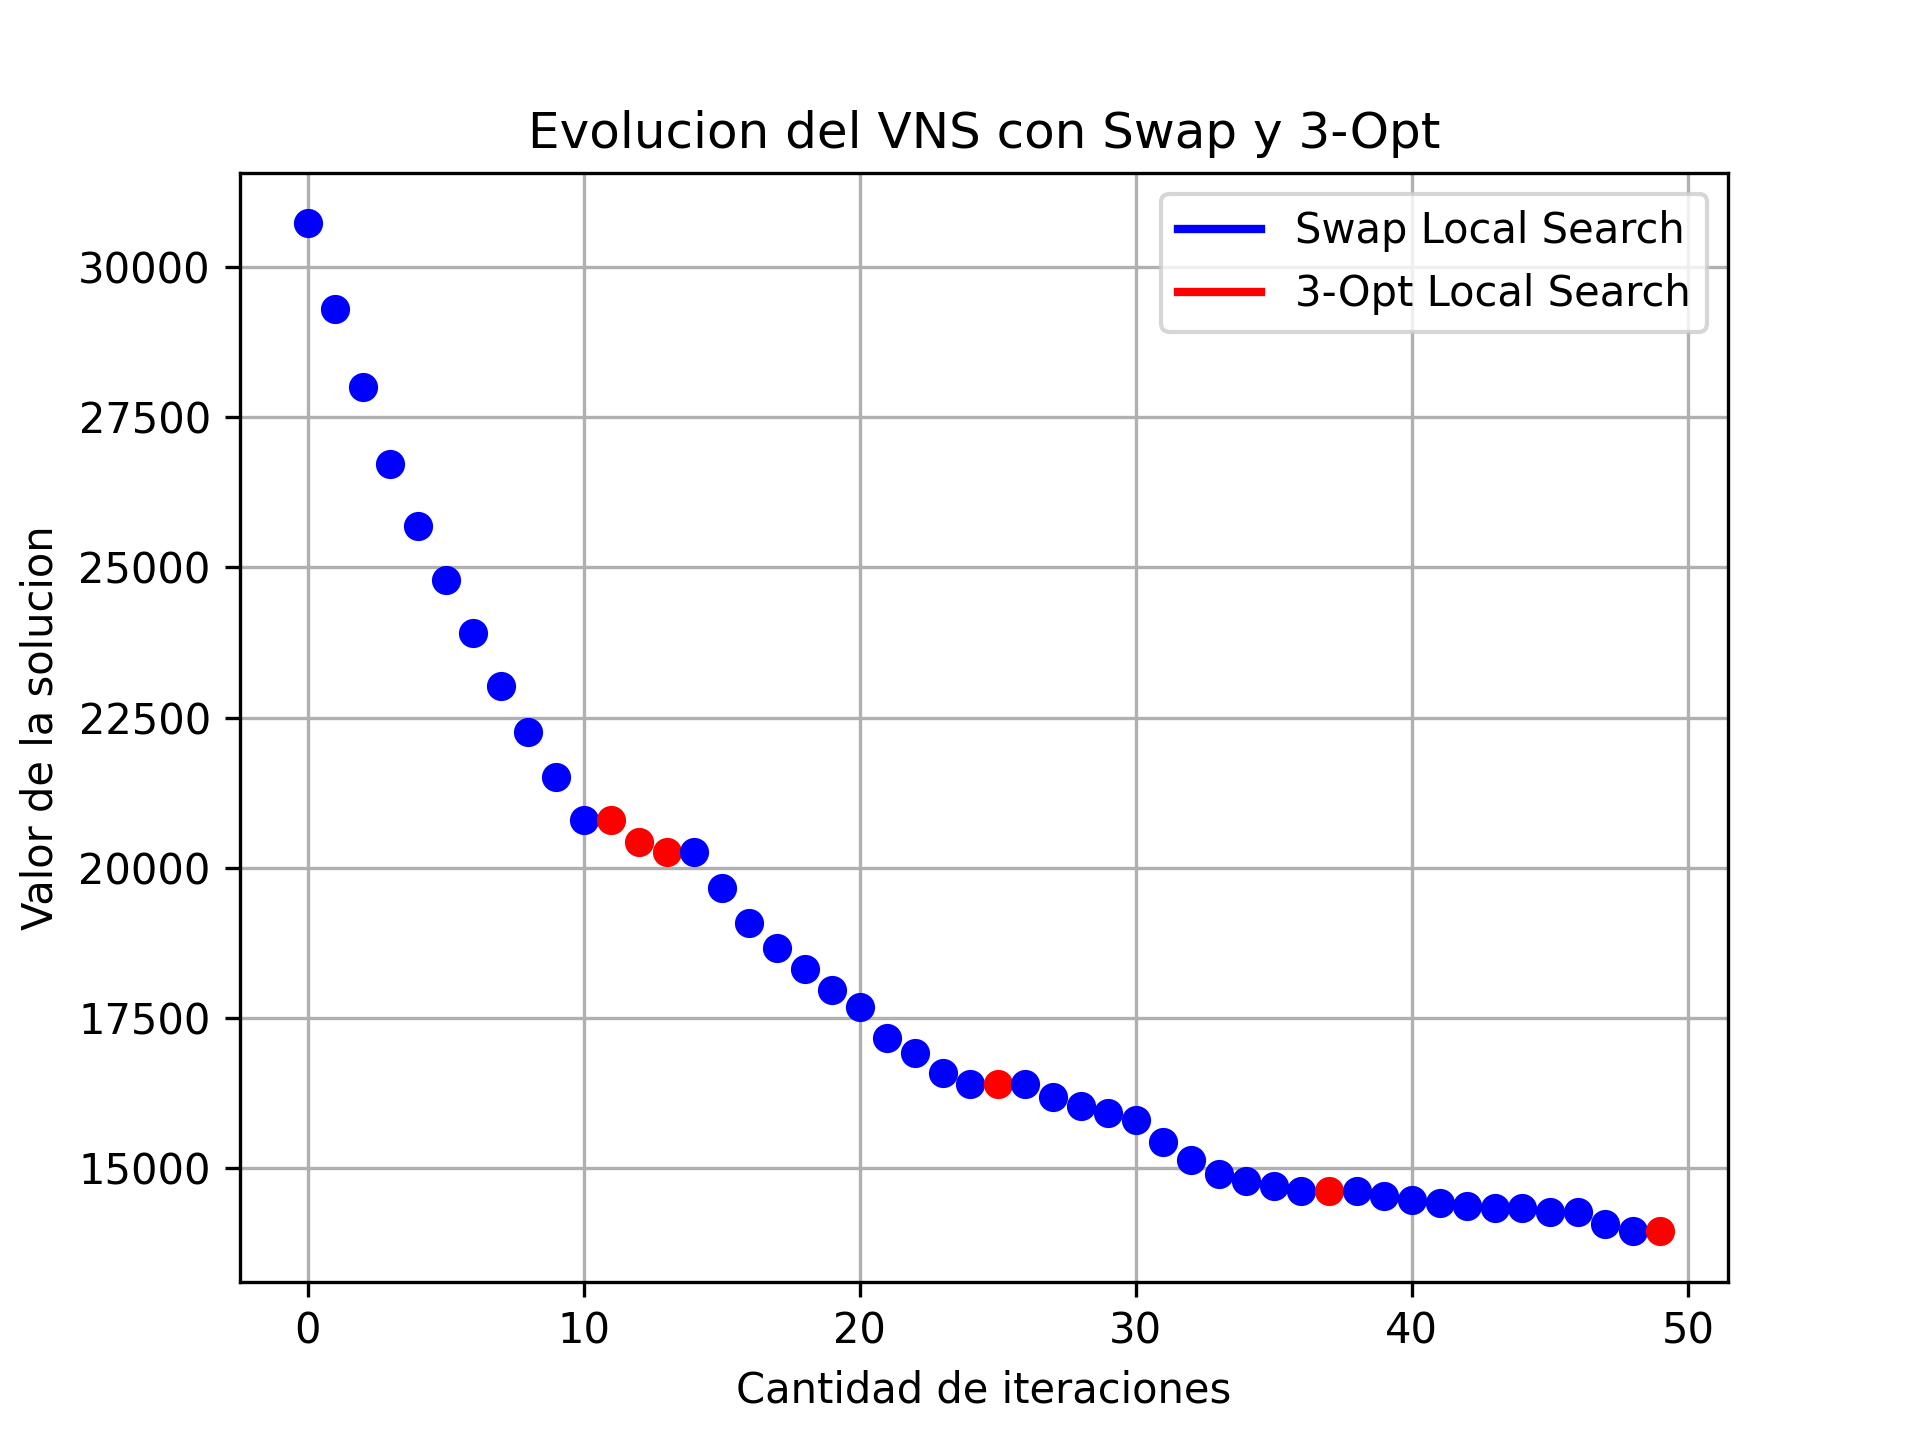 Evolucion del VNS con Swap y 3-Opt
Swap Local Search
3-Opt Local Search
Valor de la solucion
30000
27500
25000
22500
20000
17500
15000
0 10 20 30 40 50
Cantidad de iteraciones